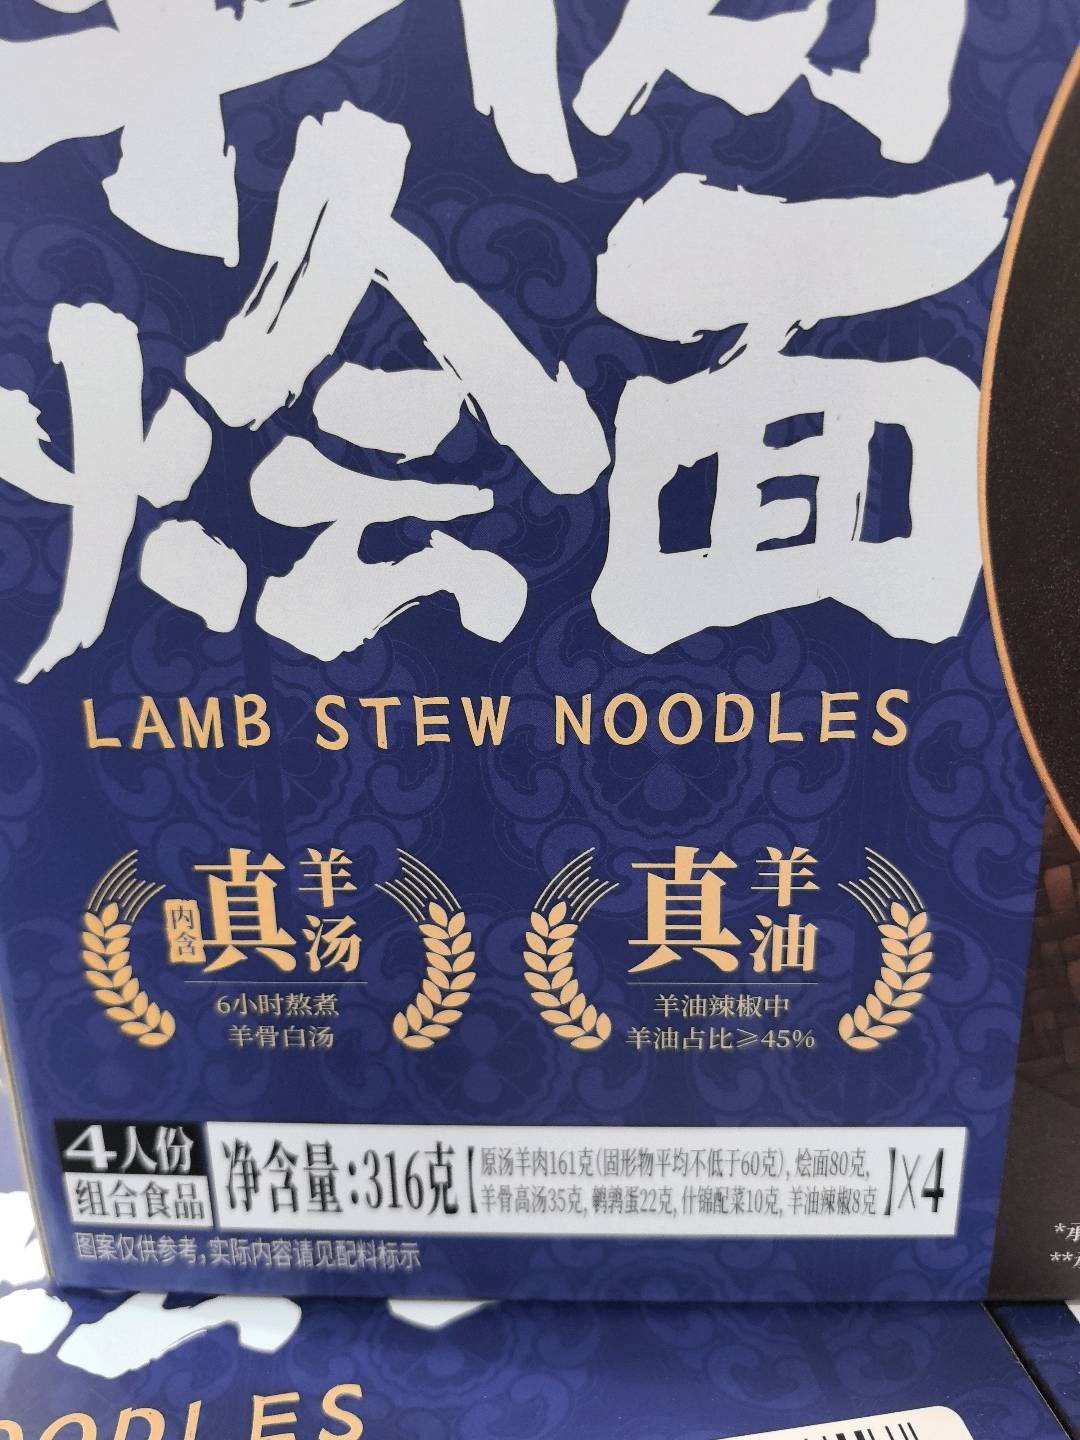 烩面
LAMB STEW NOODLES
内含真羊汤
6小时熬煮
羊骨白汤
真羊油
羊油辣椒中
羊油占比≥45%
4人份
组合食品
净含量:316克【原汤羊肉161克(固形物平均不低于60克), 烩面80克,
羊骨高汤35克, 鹌鹑蛋22克, 什锦配菜10克, 羊油辣椒8克】X4
图案仅供参考,实际内容请见配料标示
OODLES